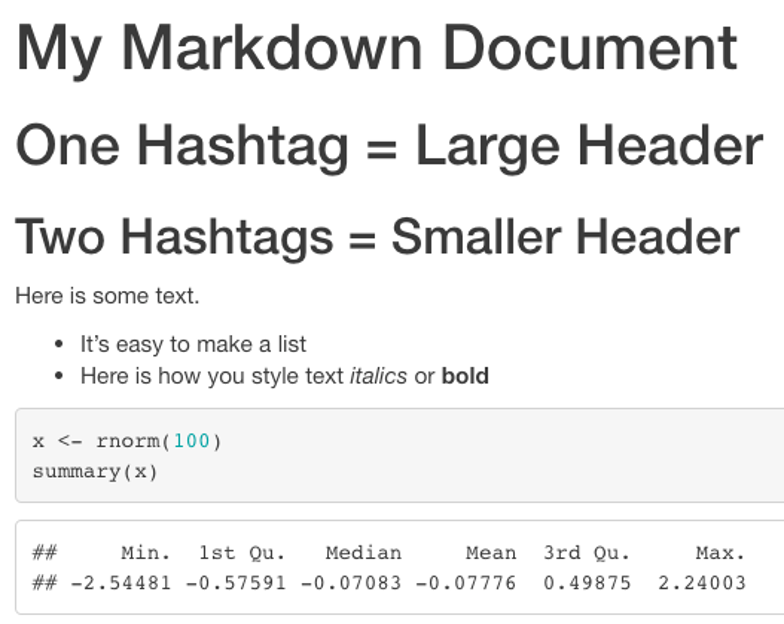 My Markdown Document
One Hashtag = Large Header
Two Hashtags = Smaller Header
Here is some text.
• It’s easy to make a list
• Here is how you style text italics or bold
x <- rnorm(100)
summary(x)
##     Min.  1st Qu.   Median     Mean  3rd Qu.     Max.
## -2.54481 -0.57591 -0.07083 -0.07776  0.49875  2.24003